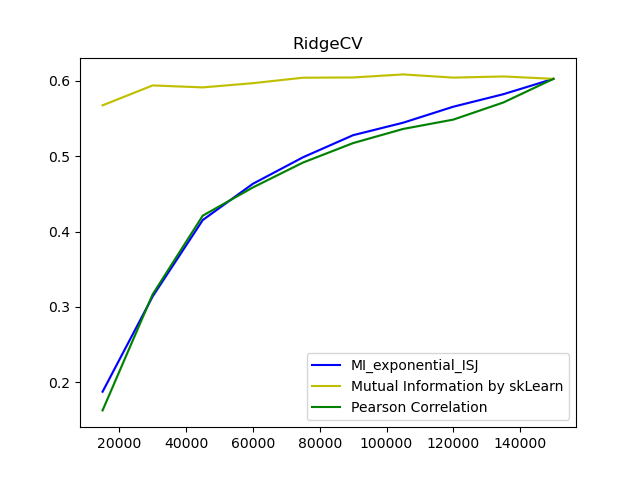 RidgeCV
0.6
0.5
0.4
0.3
0.2
MI_exponential_ISJ
Mutual Information by skLearn
Pearson Correlation
20000 40000 60000 80000 100000 120000 140000